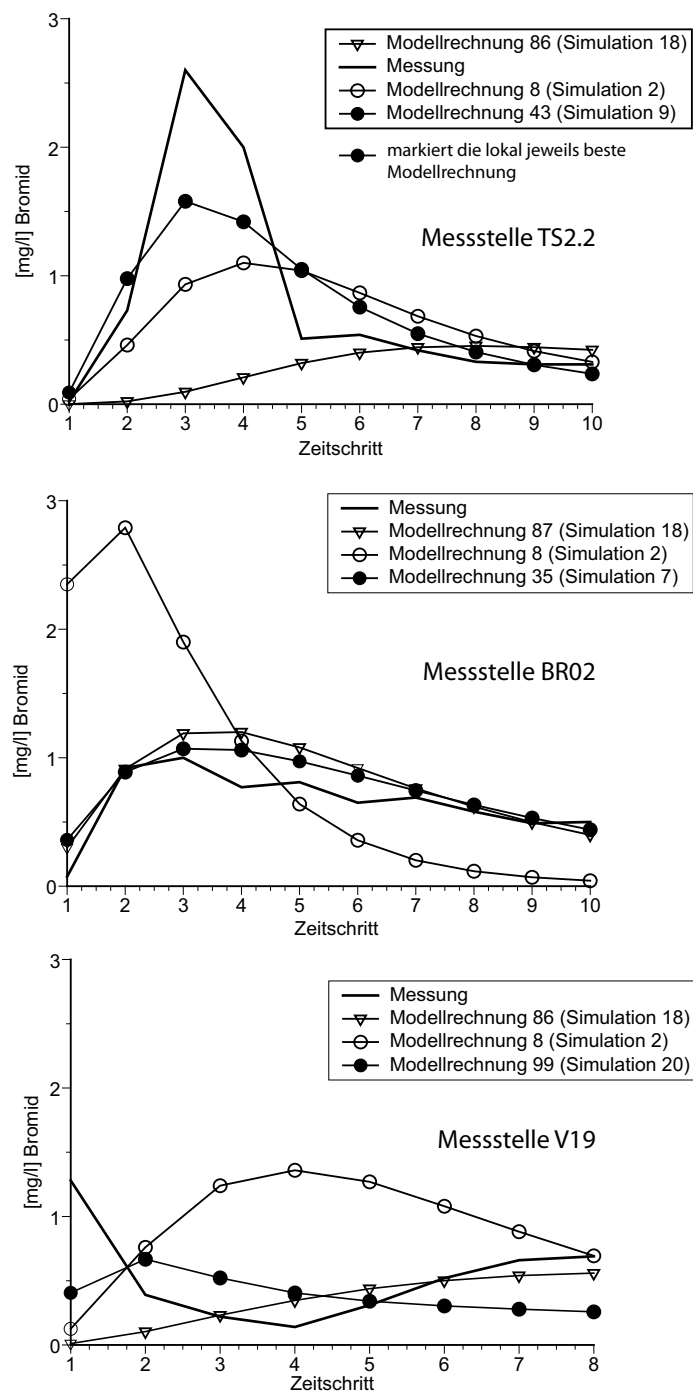 3
Modellrechnung 86 (Simulation 18)
Messung
Modellrechnung 8 (Simulation 2)
Modellrechnung 43 (Simulation 9)
markiert die lokal jeweils beste
Modellrechnung
2
[mg/l] Bromid
Messstelle TS2.2
1
0
1 2 3 4 5 6 7 8 9 10
Zeitschritt
3
Messung
Modellrechnung 87 (Simulation 18)
Modellrechnung 8 (Simulation 2)
Modellrechnung 35 (Simulation 7)
2
[mg/l] Bromid
Messstelle BR02
1
0
1 2 3 4 5 6 7 8 9 10
Zeitschritt
3
Messung
Modellrechnung 86 (Simulation 18)
Modellrechnung 8 (Simulation 2)
Modellrechnung 99 (Simulation 20)
2
[mg/l] Bromid
Messstelle V19
1
0
1 2 3 4 5 6 7 8
Zeitschritt